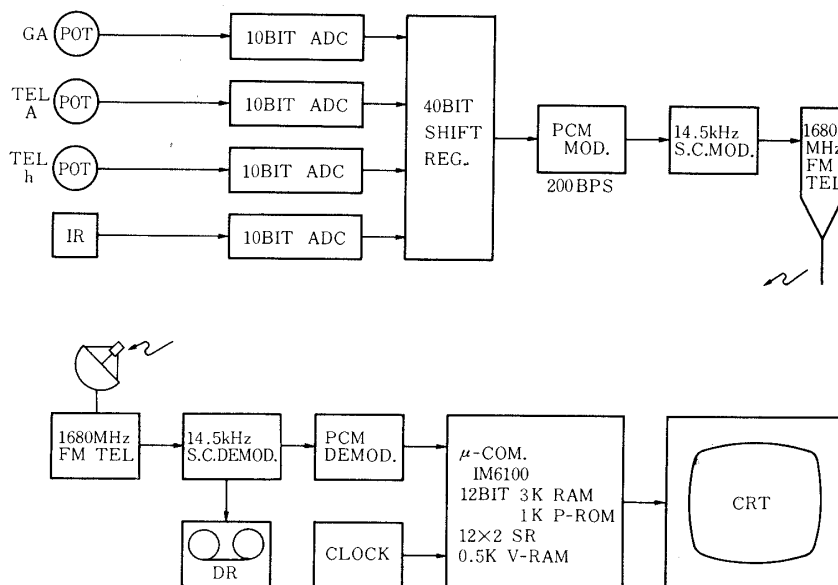 GA
POT
10BIT ADC
TEL
A
POT
10BIT ADC
TEL
h
POT
10BIT ADC
IR
10BIT ADC
40BIT
SHIFT
REG.
PCM
MOD.
200BPS
14.5kHz
S.C.MOD.
1680
MHz
FM
TEL
1680MHz
FM TEL
14.5kHz
S.C.DEMOD.
PCM
DEMOD.
DR
CLOCK
μ-COM.
IM6100
12BIT 3K RAM
1K P-ROM
12×2 SR
0.5K V-RAM
CRT